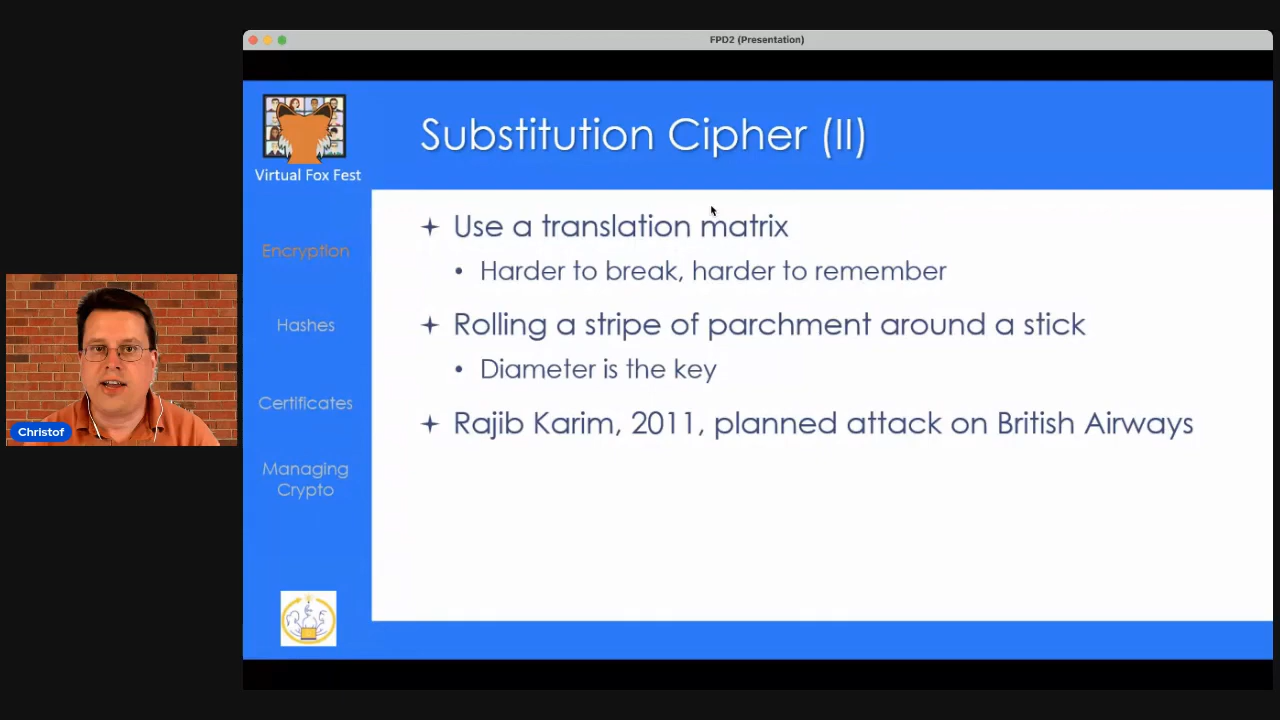 FPD2 (Presentation)
Virtual Fox Fest
Substitution Cipher (II)
Encryption
Hashes
Certificates
Managing
Crypto
Use a translation matrix
Harder to break, harder to remember
Rolling a stripe of parchment around a stick
Diameter is the key
Rajib Karim, 2011, planned attack on British Airways
Christof